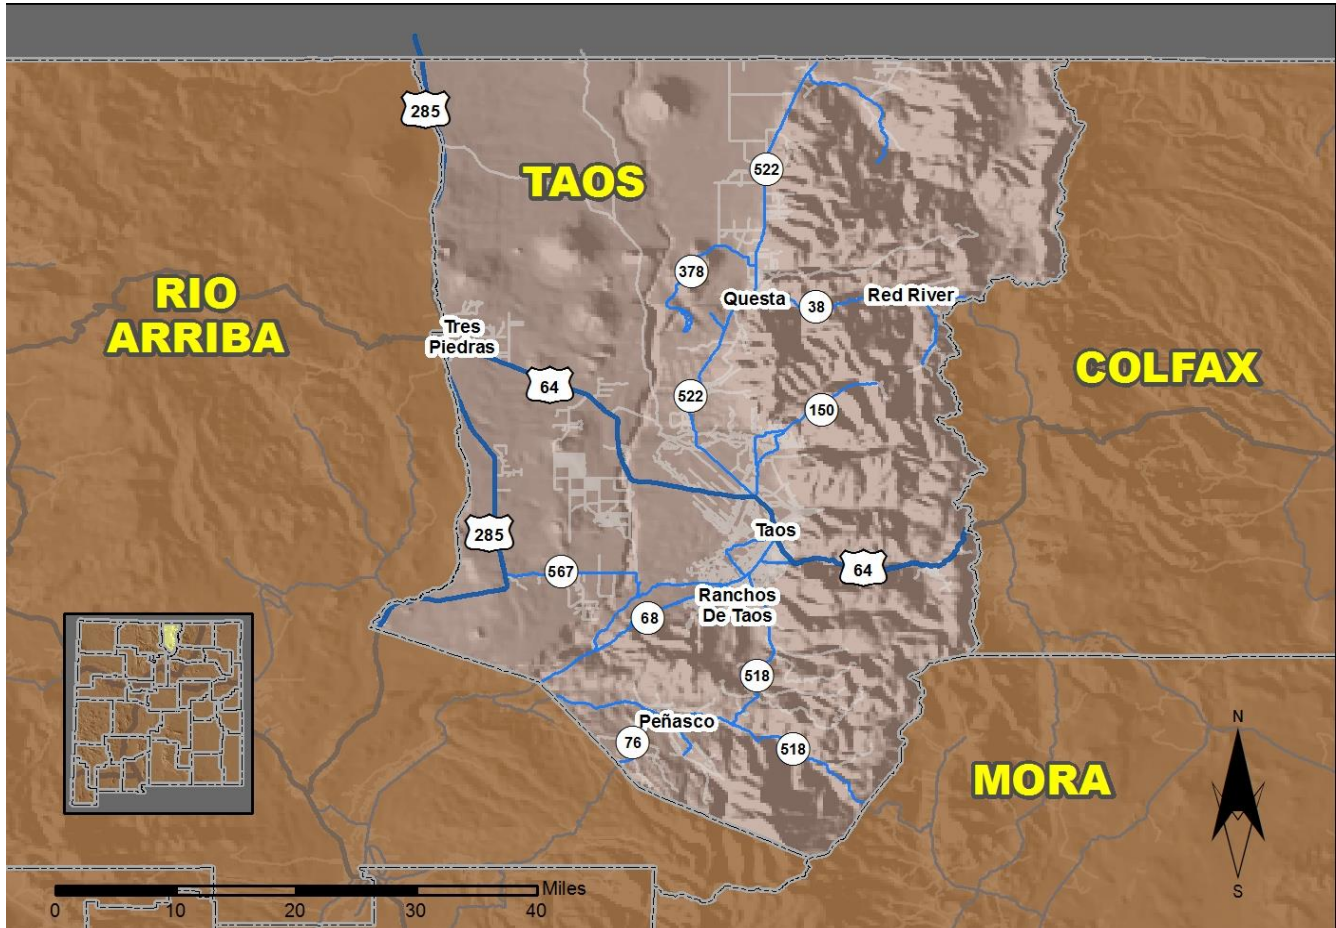 285
522
TAOS
378
RIO
ARRIBA
Questa
38
Red River
Tres
Piedras
COLFAX
64
522
150
285
Taos
567
64
Ranchos
De Taos
68
518
Peñasco
76
518
MORA
N
S
Miles
0
10
20
30
40